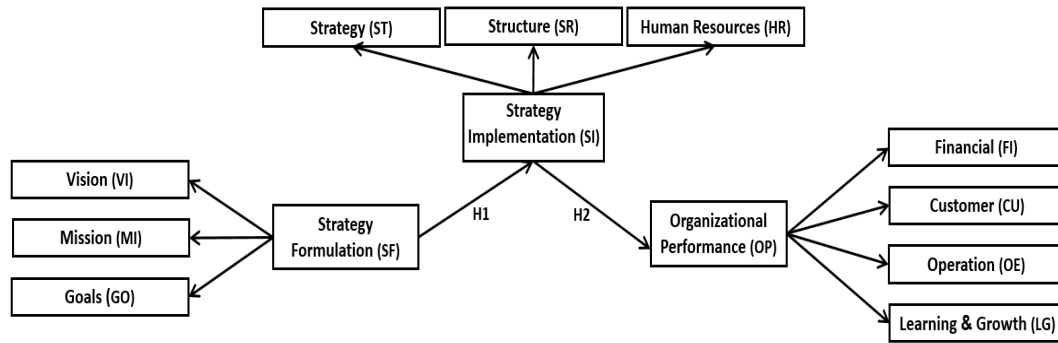 Strategy (ST)
Structure (SR)
Human Resources (HR)
Strategy
Implementation (SI)
Financial (FI)
Vision (VI)
Customer (CU)
H1
H2
Strategy
Formulation (SF)
Organizational
Performance (OP)
Mission (MI)
Operation (OE)
Goals (GO)
Learning & Growth (LG)